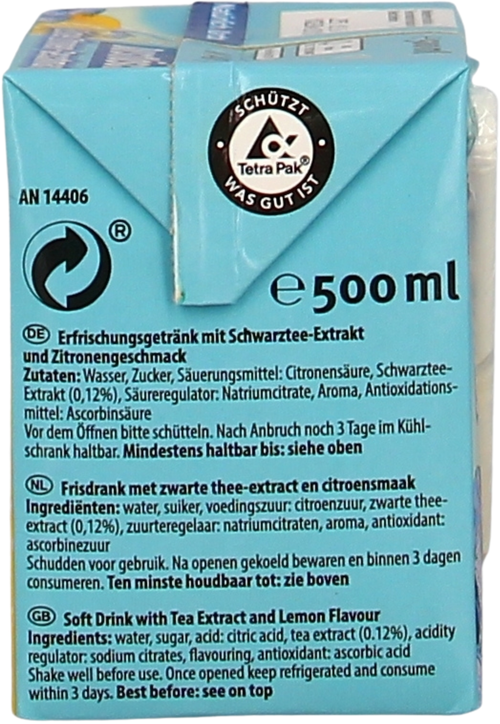 SCHÜTZT
Tetra Pak®
WAS GUT IST
AN 14406
®
℮500 ml
DE Erfrischungsgetränk mit Schwarztee-Extrakt
und Zitronengeschmack
Zutaten: Wasser, Zucker, Säuerungsmittel: Citronensäure, Schwarztee-
Extrakt (0,12%), Säureregulator: Natriumcitrate, Aroma, Antioxidations-
mittel: Ascorbinsäure
Vor dem Öffnen bitte schütteln. Nach Anbruch noch 3 Tage im Kühl-
schrank haltbar. Mindestens haltbar bis: siehe oben
NL Frisdrank met zwarte thee-extract en citroensmaak
Ingrediënten: water, suiker, voedingszuur: citroenzuur, zwarte thee-
extract (0,12%), zuurteregelaar: natriumcitraten, aroma, antioxidant:
ascorbinezuur
Schudden voor gebruik. Na openen gekoeld bewaren en binnen 3 dagen
consumeren. Ten minste houdbaar tot: zie boven
GB Soft Drink with Tea Extract and Lemon Flavour
Ingredients: water, sugar, acid: citric acid, tea extract (0.12%), acidity
regulator: sodium citrates, flavouring, antioxidant: ascorbic acid
Shake well before use. Once opened keep refrigerated and consume
within 3 days. Best before: see on top